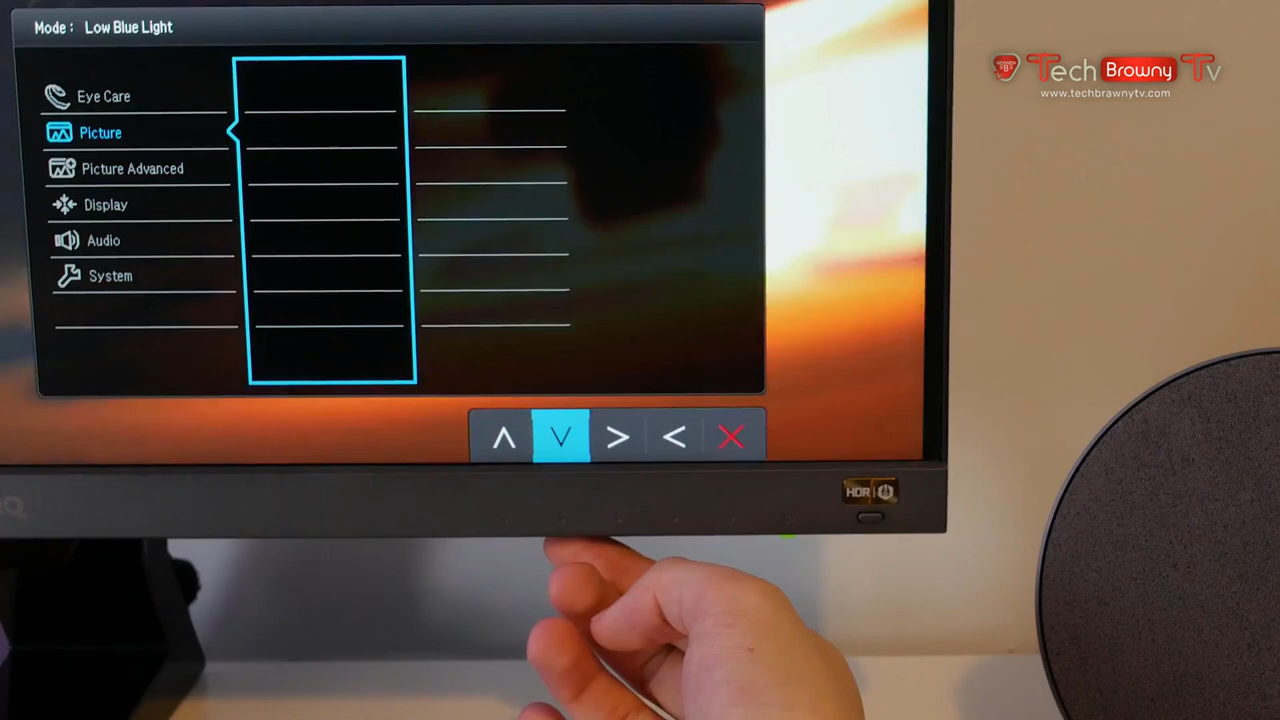 Mode: Low Blue Light
Tech Browny Tv
www.techbrawnytv.com
Eye Care
Picture
Picture Advanced
Display
Audio
System
HDR